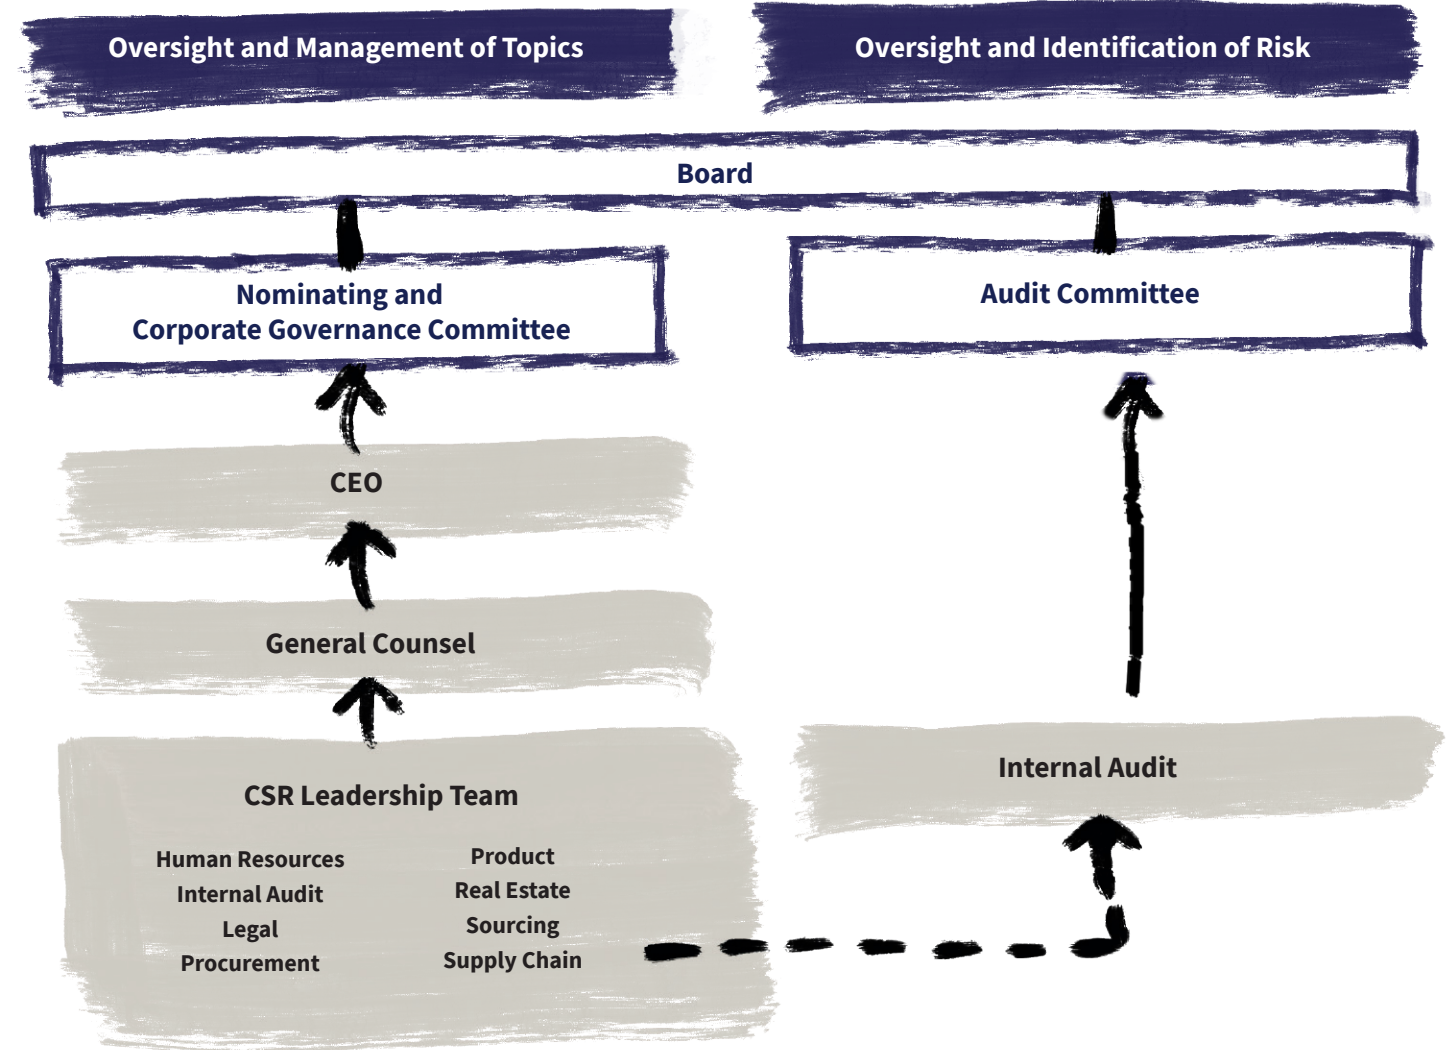 Oversight and Management of Topics
Oversight and Identification of Risk
Board
Nominating and
Corporate Governance Committee
Audit Committee
CEO
General Counsel
CSR Leadership Team
Human Resources
Internal Audit
Legal
Procurement
Product
Real Estate
Sourcing
Supply Chain
Internal Audit